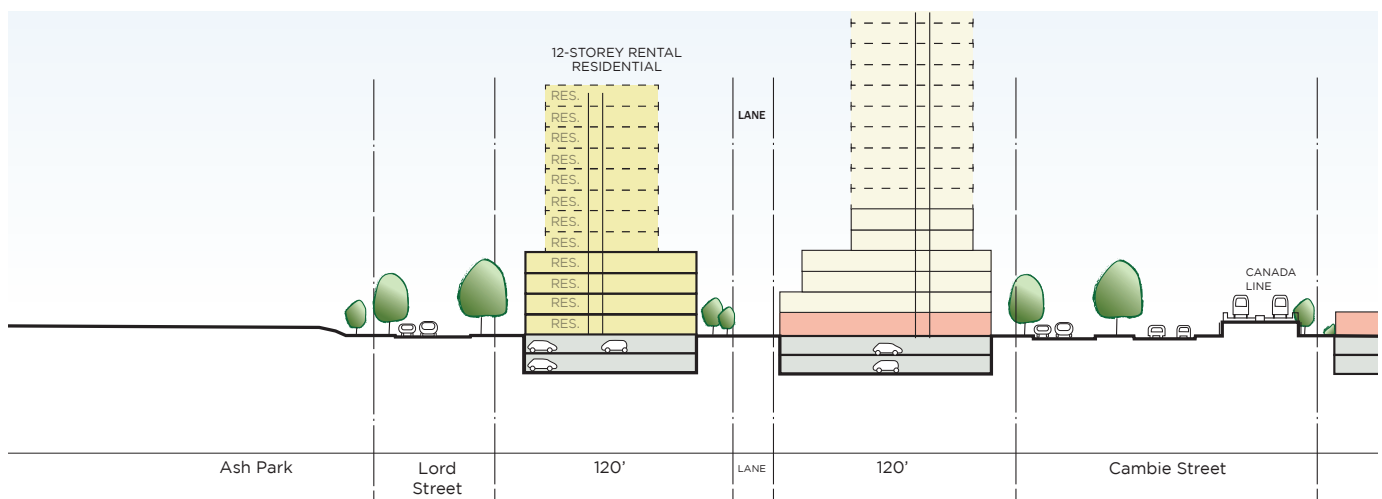 12-STOREY RENTAL
RESIDENTIAL
RES.
RES.
RES.
RES.
RES.
RES.
RES.
RES.
RES.
RES.
RES.
RES.
LANE
CANADA
LINE
Ash Park
Lord
Street
120'
LANE
120'
Cambie Street